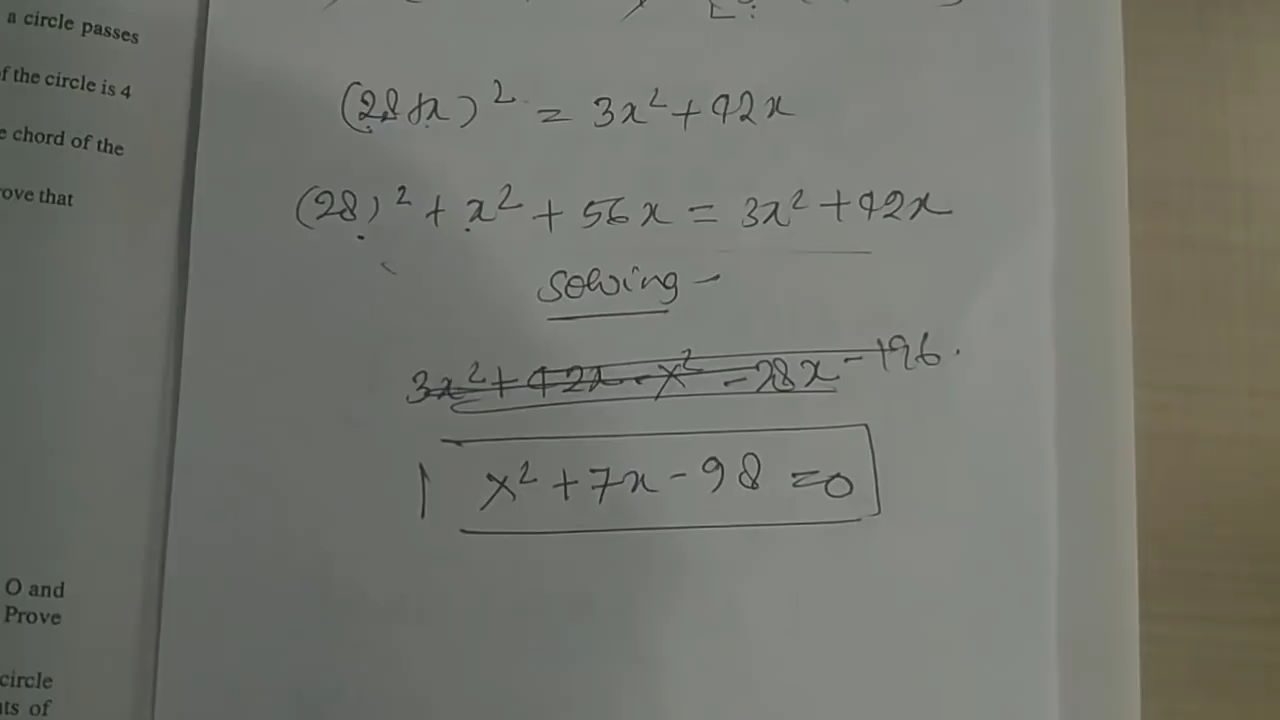 a circle passes
f the circle is 4
e chord of the
ove that
(28+x)² = 3x²+42x
(28)² + x² + 56x = 3x²+42x
Solving -
3x²+42x-x²-28x-196.
x²+7x-98=0
O and
Prove
circle
ts of